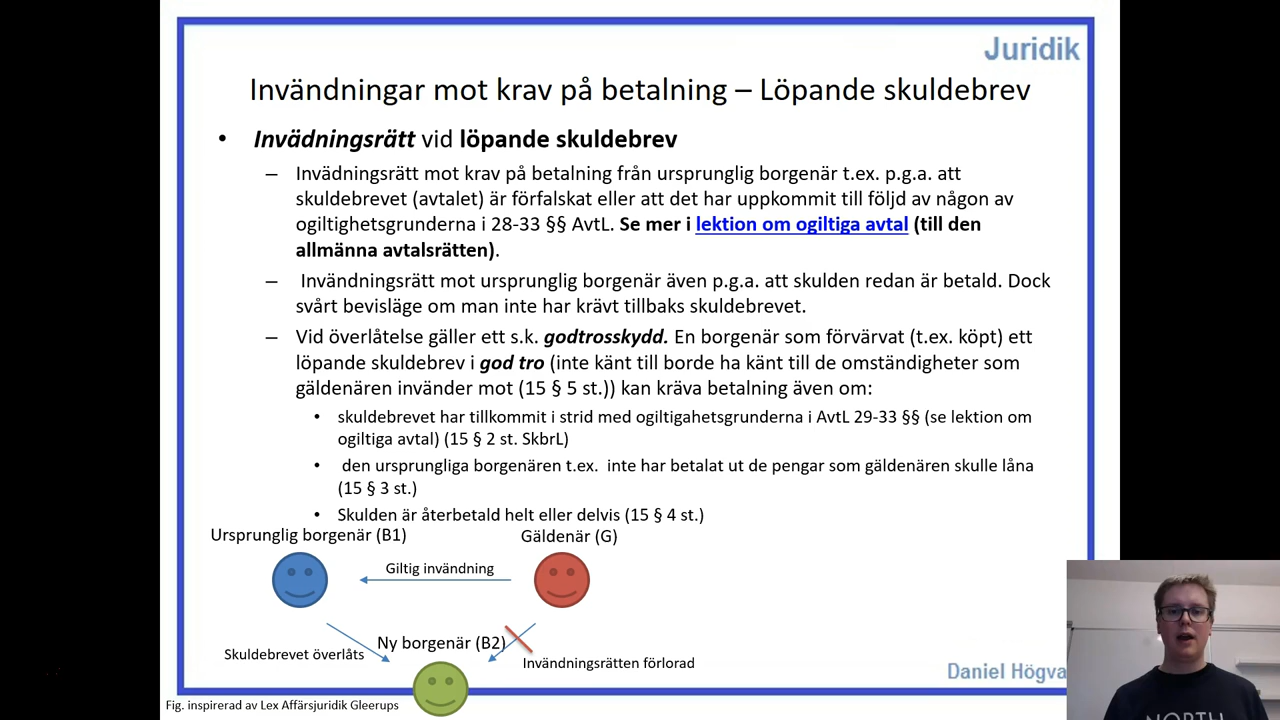 Juridik
Invändningar mot krav på betalning – Löpande skuldebrev
• Invädningsrätt vid löpande skuldebrev
– Invädningsrätt mot krav på betalning från ursprunglig borgenär t.ex. p.g.a. att
skuldebrevet (avtalet) är förfalskat eller att det har uppkommit till följd av någon av
ogiltighetsgrunderna i 28-33 §§ AvtL. Se mer i lektion om ogiltiga avtal (till den
allmänna avtalsrätten).
– Invändningsrätt mot ursprunglig borgenär även p.g.a. att skulden redan är betald. Dock
svårt bevisläge om man inte har krävt tillbaks skuldebrevet.
– Vid överlåtelse gäller ett s.k. godtrosskydd. En borgenär som förvärvat (t.ex. köpt) ett
löpande skuldebrev i god tro (inte känt till borde ha känt till de omständigheter som
gäldenären invänder mot (15 § 5 st.)) kan kräva betalning även om:
• skuldebrevet har tillkommit i strid med ogiltigahetsgrunderna i AvtL 29-33 §§ (se lektion om
ogiltiga avtal) (15 § 2 st. SkbrL)
• den ursprungliga borgenären t.ex. inte har betalat ut de pengar som gäldenären skulle låna
(15 § 3 st.)
• Skulden är återbetald helt eller delvis (15 § 4 st.)
Ursprunglig borgenär (B1)
Gäldenär (G)
Giltig invändning
Ny borgenär (B2)
Skuldebrevet överlåts
Invändningsrätten förlorad
Daniel Högva
Fig. inspirerad av Lex Affärsjuridik Gleerups
NORTH